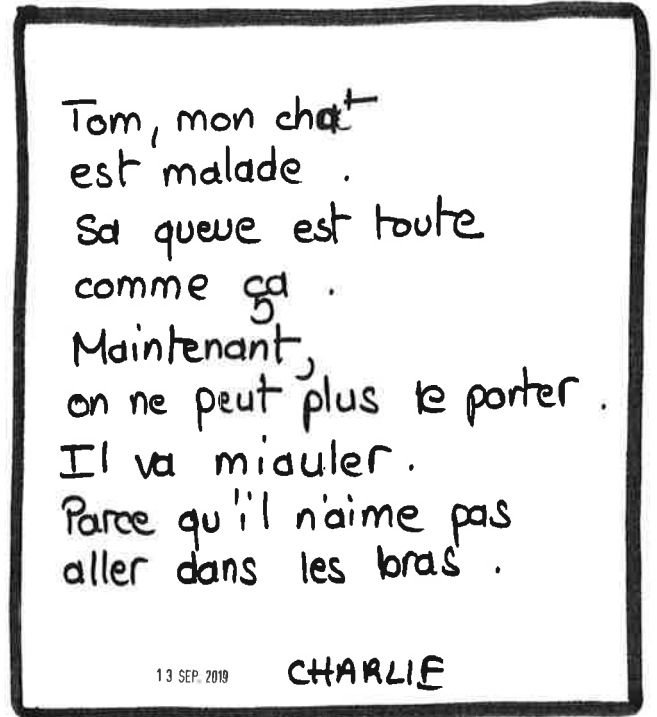 Tom, mon chat
est malade .
Sa queue est toute
comme ça .
Maintenant,
on ne peut plus le porter .
Il va miauler .
Parce qu'il n'aime pas
aller dans les bras .
13 SEP. 2019 CHARLIE